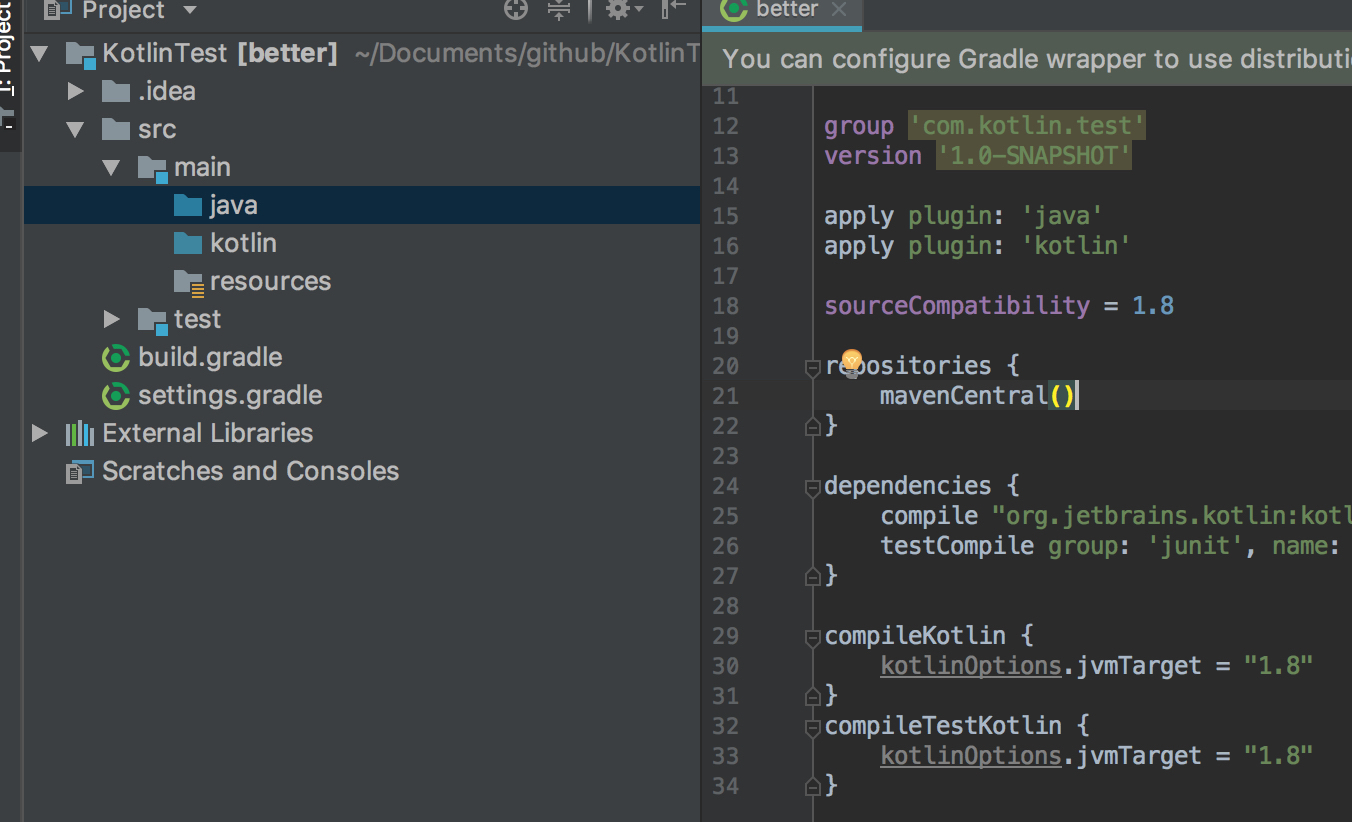 1: Project
Project
KotlinTest [better] ~/Documents/github/KotlinT
.idea
src
main
java
kotlin
resources
test
build.gradle
settings.gradle
External Libraries
Scratches and Consoles
better
You can configure Gradle wrapper to use distributi
11
12 group 'com.kotlin.test'
13 version '1.0-SNAPSHOT'
14
15 apply plugin: 'java'
16 apply plugin: 'kotlin'
17
18 sourceCompatibility = 1.8
19
20 repositories {
21 mavenCentral()
22 }
23
24 dependencies {
25 compile "org.jetbrains.kotlin:kotl
26 testCompile group: 'junit', name:
27 }
28
29 compileKotlin {
30 kotlinOptions.jvmTarget = "1.8"
31 }
32 compileTestKotlin {
33 kotlinOptions.jvmTarget = "1.8"
34 }